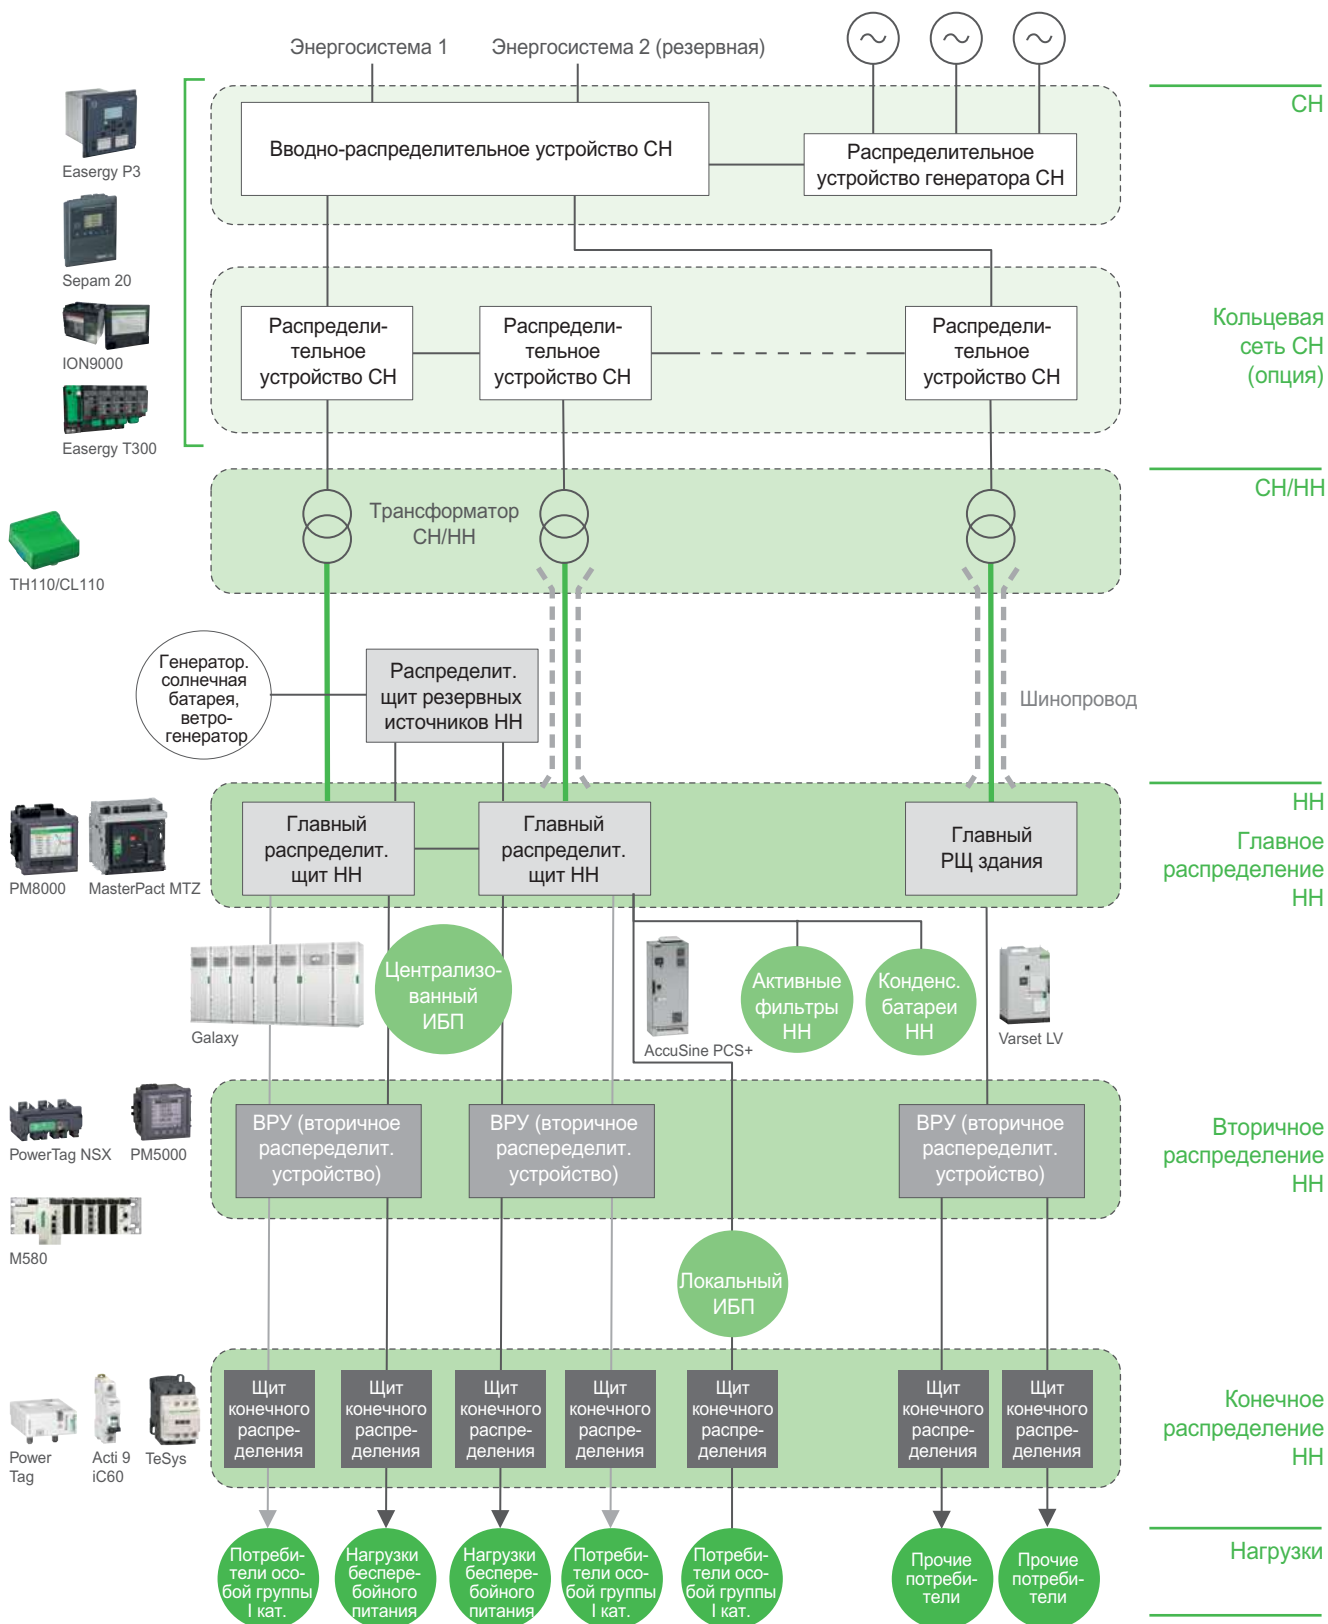 Энергосистема 1
Энергосистема 2 (резервная)
СН
Easergy P3
Вводно-распределительное устройство СН
Распределительное
устройство генератора СН
Sepam 20
ION9000
Easergy T300
Распредели-
тельное
устройство СН
Распредели-
тельное
устройство СН
Распредели-
тельное
устройство СН
Кольцевая
сеть СН
(опция)
СН/НН
Трансформатор
СН/НН
TH110/CL110
Генератор.
солнечная
батарея,
ветро-
генератор
Распределит.
щит резервных
источников НН
Шинопровод
НН
Главное
распределение
НН
PM8000
MasterPact MTZ
Главный
распределит.
щит НН
Главный
распределит.
щит НН
Главный
РЩ здания
Galaxy
Централизо-
ванный
ИБП
AccuSine PCS+
Активные
фильтры
НН
Конденс.
батареи
НН
Varset LV
PowerTag NSX
PM5000
M580
ВРУ (вторичное
распеределит.
устройство)
ВРУ (вторичное
распеределит.
устройство)
ВРУ (вторичное
распеределит.
устройство)
Вторичное
распределение
НН
Локальный
ИБП
Power
Tag
Acti 9
iC60
TeSys
Щит
конечного
распре-
деления
Щит
конечного
распре-
деления
Щит
конечного
распре-
деления
Щит
конечного
распре-
деления
Щит
конечного
распре-
деления
Щит
конечного
распре-
деления
Щит
конечного
распре-
деления
Конечное
распределение
НН
Потреби-
тели осо-
бой группы
I кат.
Нагрузки
бесперe-
бойного
питания
Нагрузки
бесперe-
бойного
питания
Потреби-
тели осо-
бой группы
I кат.
Потреби-
тели осо-
бой группы
I кат.
Прочие
потреби-
тели
Прочие
потреби-
тели
Нагрузки